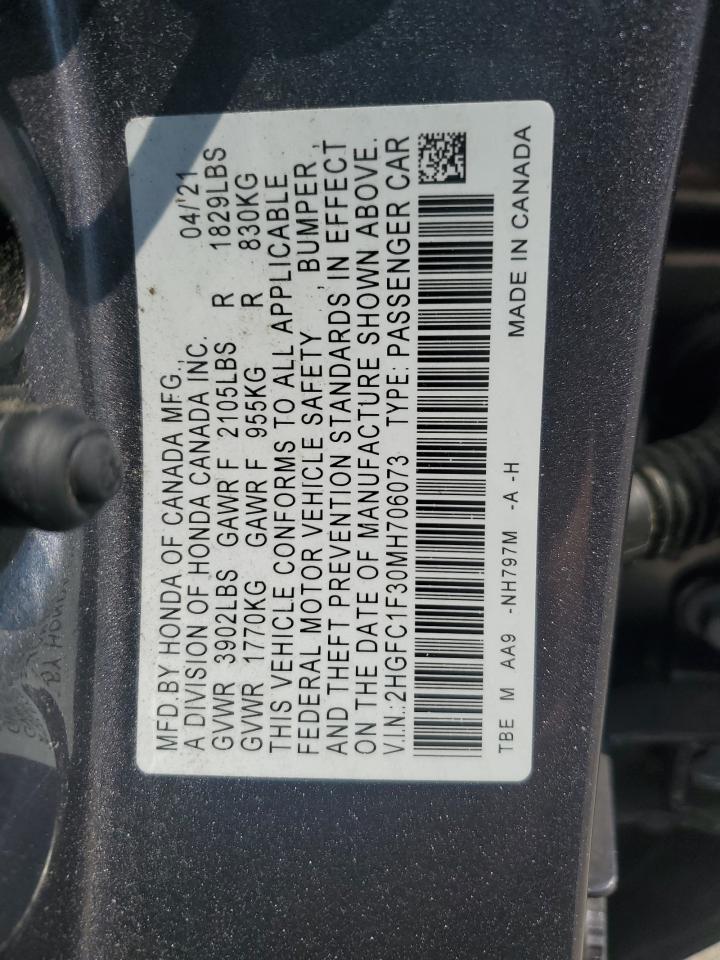 MFD.BY HONDA OF CANADA MFG.,
A DIVISION OF HONDA CANADA INC. 04/'21
GVWR 3902LBS GAWR F 2105LBS R 1829LBS
GVWR 1770KG GAWR F 955KG R 830KG
THIS VEHICLE CONFORMS TO ALL APPLICABLE
FEDERAL MOTOR VEHICLE SAFETY , BUMPER ,
AND THEFT PREVENTION STANDARDS IN EFFECT
ON THE DATE OF MANUFACTURE SHOWN ABOVE.
V.I.N.:2HGFC1F30MH706073 TYPE: PASSENGER CAR
TBE M AA9 -NH797M -A -H
MADE IN CANADA